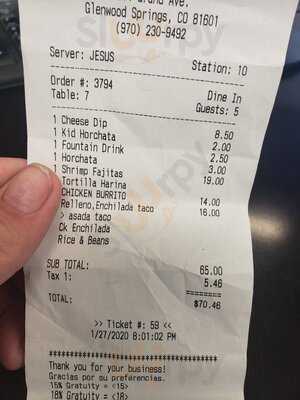 Ave.
Glenwood Springs, CO 81601
(970) 230-9492
Server: JESUS Station: 10
Order #: 3794 Dine In
Table: 7 Guests: 5
1 Cheese Dip 8.50
1 Kid Horchata 2.00
1 Fountain Drink 2.50
1 Horchata 3.00
1 Shrimp Fajitas 19.00
Tortilla Harina
CHICKEN BURRITO 14.00
Relleno,Enchilada taco 16.00
> asada taco
Ck Enchilada
Rice & Beans
SUB TOTAL: 65.00
Tax 1: 5.46
========
TOTAL: $70.46
>> Ticket #: 59 <<
1/27/2020 8:01:02 PM
****************************************
Thank you for your business!
Gracias por su preferencias.
15% Gratuity = <15>
18% Gratuity = <18>